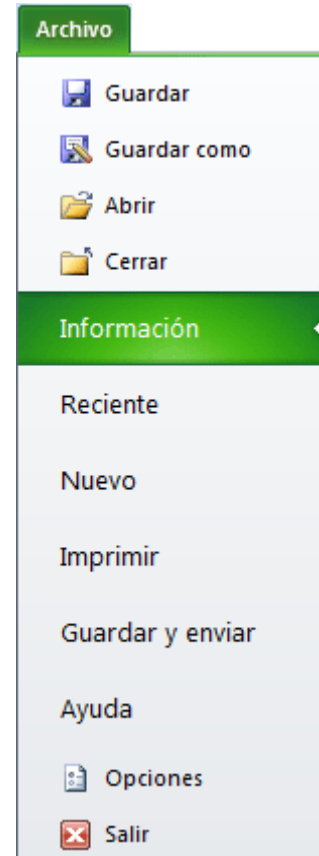 Archivo
Guardar
Guardar como
Abrir
Cerrar
Información
Reciente
Nuevo
Imprimir
Guardar y enviar
Ayuda
Opciones
Salir